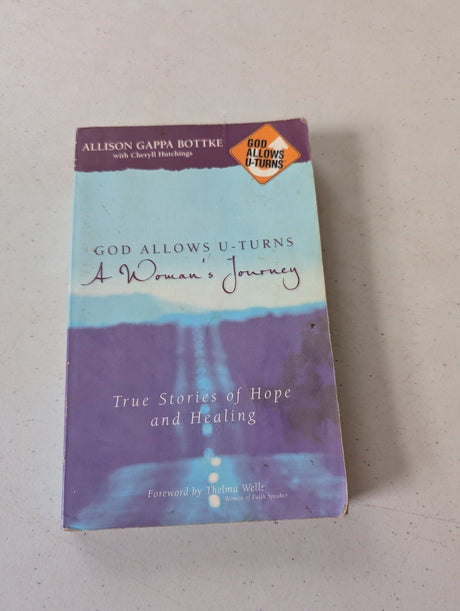 ALLISON GAPPA BOTTKE
with Cheryll Hutchings
GOD
ALLOWS
U-TURNS
GOD ALLOWS U-TURNS
A Woman's Journey
True Stories of Hope
and Healing
Foreword by Thelma Wells
Women of Faith Speaker